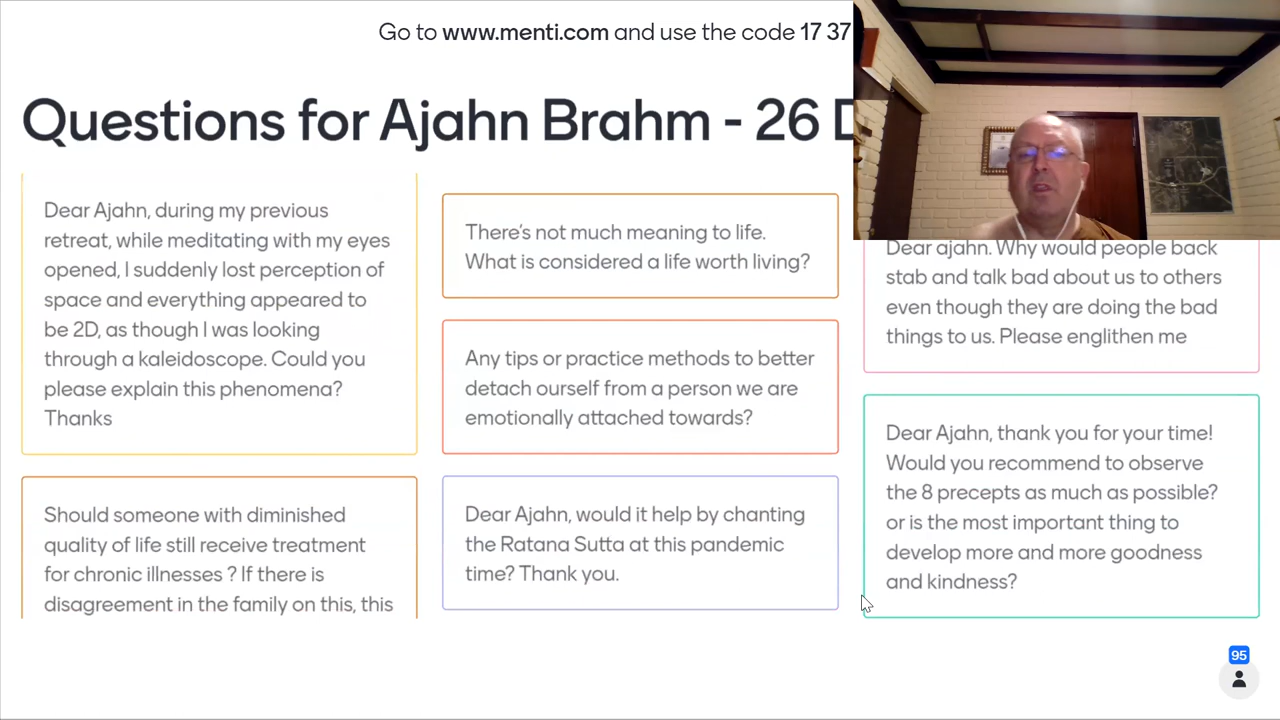 Go to www.menti.com and use the code 17 37
Questions for Ajahn Brahm - 26 D
Dear Ajahn, during my previous
retreat, while meditating with my eyes
opened, I suddenly lost perception of
space and everything appeared to
be 2D, as though I was looking
through a kaleidoscope. Could you
please explain this phenomena?
Thanks
Should someone with diminished
quality of life still receive treatment
for chronic illnesses ? If there is
disagreement in the family on this, this
There's not much meaning to life.
What is considered a life worth living?
Any tips or practice methods to better
detach ourself from a person we are
emotionally attached towards?
Dear Ajahn, would it help by chanting
the Ratana Sutta at this pandemic
time? Thank you.
Dear ajahn. Why would people back
stab and talk bad about us to others
even though they are doing the bad
things to us. Please englithen me
Dear Ajahn, thank you for your time!
Would you recommend to observe
the 8 precepts as much as possible?
or is the most important thing to
develop more and more goodness
and kindness?
95